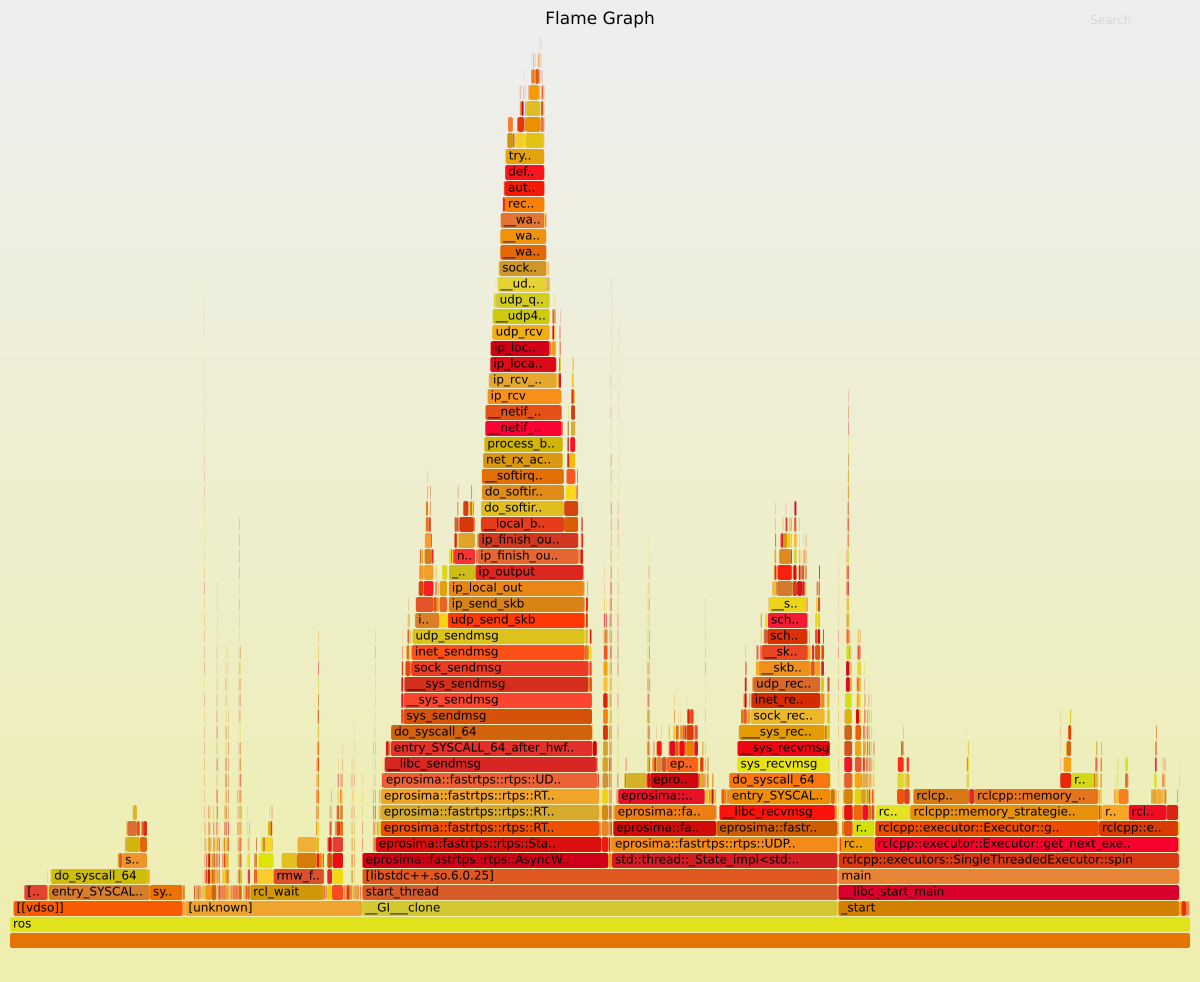 Flame Graph
Search
try..
def..
aut..
rec..
__wa..
__wa..
__wa..
sock..
__ud..
udp_q..
__udp4..
udp_rcv
ip_loc..
ip_loca..
ip_rcv_..
ip_rcv
__netif_..
__netif_..
process_b..
net_rx_ac..
__softirq..
do_softir..
do_softir..
__local_b..
ip_finish_ou..
n.. ip_finish_ou..
_.. ip_output
ip_local_out
ip_send_skb __s..
i.. udp_send_skb sch..
udp_sendmsg sch..
inet_sendmsg __sk..
sock_sendmsg __skb..
___sys_sendmsg udp_rec..
__sys_sendmsg inet_re..
sys_sendmsg sock_rec..
do_syscall_64 ___sys_rec..
entry_SYSCALL_64_after_hwf.. __sys_recvmsg
__libc_sendmsg ep.. sys_recvmsg
eprosima::fastrtps::rtps::UD.. epro.. do_syscall_64 r..
eprosima::fastrtps::rtps::RT.. eprosima::.. entry_SYSCAL.. rclcp.. rclcpp::memory_..
eprosima::fastrtps::rtps::RT.. eprosima::fa.. __libc_recvmsg rc.. rclcpp::memory_strategie.. r.. rcl..
eprosima::fastrtps::rtps::RT.. eprosima::fa.. eprosima::fastr.. r.. rclcpp::executor::Executor::g.. rclcpp::e..
eprosima::fastrtps::rtps::Sta.. eprosima::fastrtps::rtps::UDP.. rc.. rclcpp::executor::Executor::get_next_exe..
s.. eprosima::fastrtps::rtps::AsyncW.. std::thread::_State_impl<std:.. rclcpp::executors::SingleThreadedExecutor::spin
do_syscall_64 rmw_f.. [libstdc++.so.6.0.25] main
[.. entry_SYSCAL.. sy.. rcl_wait start_thread __libc_start_main
[[vdso]] [unknown] __GI___clone _start
ros